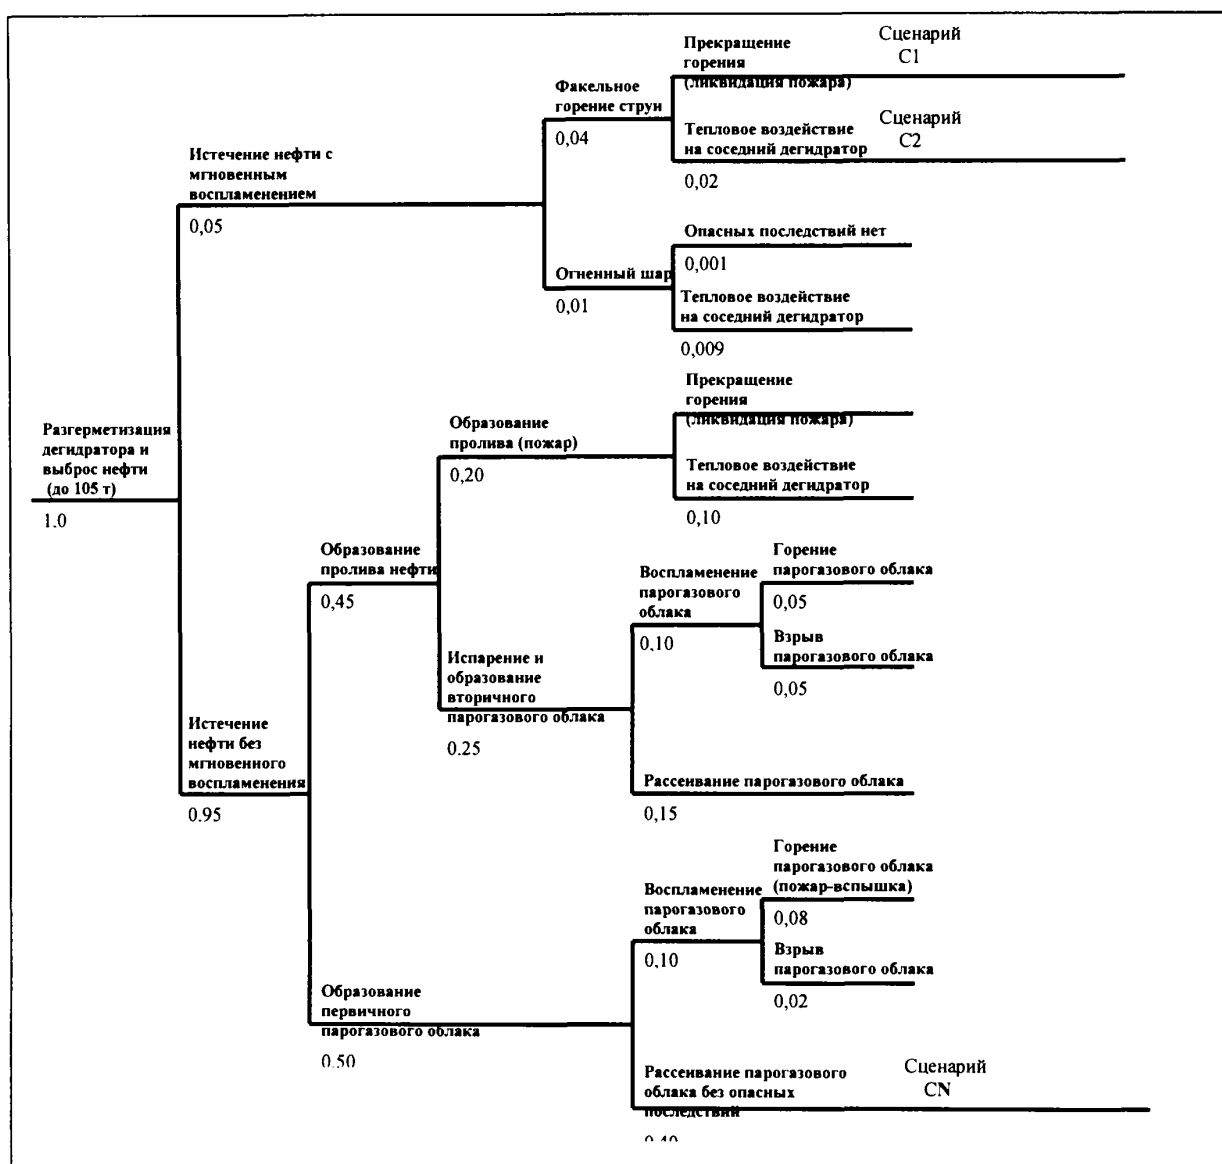 Сценарий
С1
Прекращение
горения
(ликвидация пожара)
Факельное
горение струи
0,04
Сценарий
С2
Тепловое воздействие
на соседний дегидратор
0,02
Истечение нефти с
мгновенным
воспламенением
0,05
Опасных последствий нет
0,001
Огненный шар
0,01
Тепловое воздействие
на соседний дегидратор
0,009
Прекращение
горения
(ликвидация пожара)
Образование
пролива (пожар)
0,20
Тепловое воздействие
на соседний дегидратор
0,10
Разгерметизация
дегидратора и
выброс нефти
(до 105 т)
1.0
Образование
пролива нефти
0,45
Горение
парогазового облака
0,05
Воспламенение
парогазового
облака
0,10
Взрыв
парогазового облака
0,05
Испарение и
образование
вторичного
парогазового облака
0.25
Истечение
нефти без
мгновенного
воспламенения
0.95
Рассеивание парогазового облака
0,15
Горение
парогазового облака
(пожар-вспышка)
0,08
Воспламенение
парогазового
облака
0,10
Взрыв
парогазового облака
0,02
Образование
первичного
парогазового облака
0.50
Сценарий
СN
Рассеивание парогазового
облака без опасных
последствий
0,40